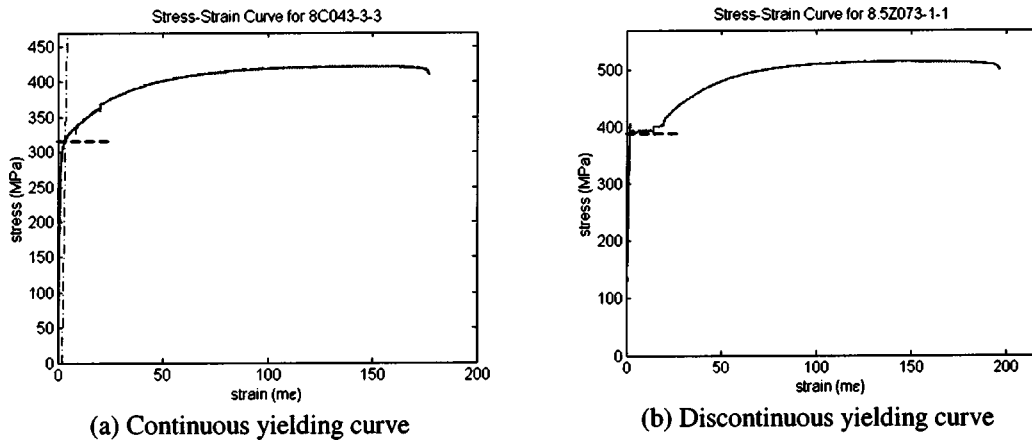 Stress-Strain Curve for 8C043-3-3
450
400
350
300
250
200
150
100
50
0
stress (MPa)
0 50 100 150 200
strain (mε)
(a) Continuous yielding curve
Stress-Strain Curve for 8.5Z073-1-1
500
400
300
200
100
0
stress (MPa)
0 50 100 150 200
strain (mε)
(b) Discontinuous yielding curve